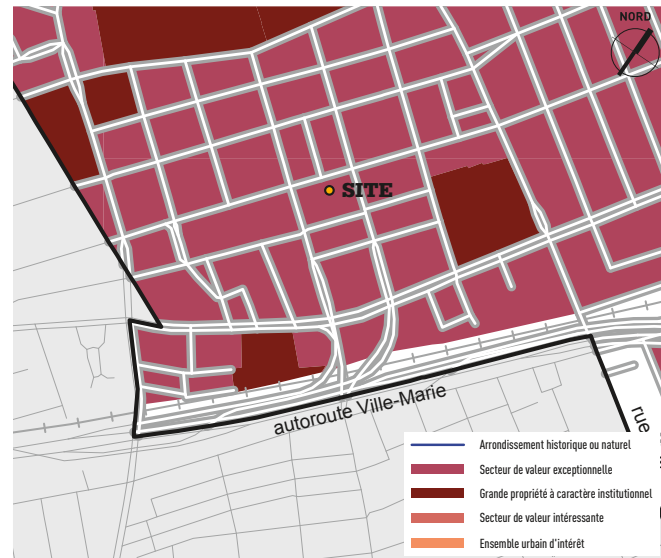 NORD
SITE
autoroute Ville-Marie
rue
Arrondissement historique ou naturel
Secteur de valeur exceptionnelle
Grande propriété à caractère institutionnel
Secteur de valeur intéressante
Ensemble urbain d'intérêt